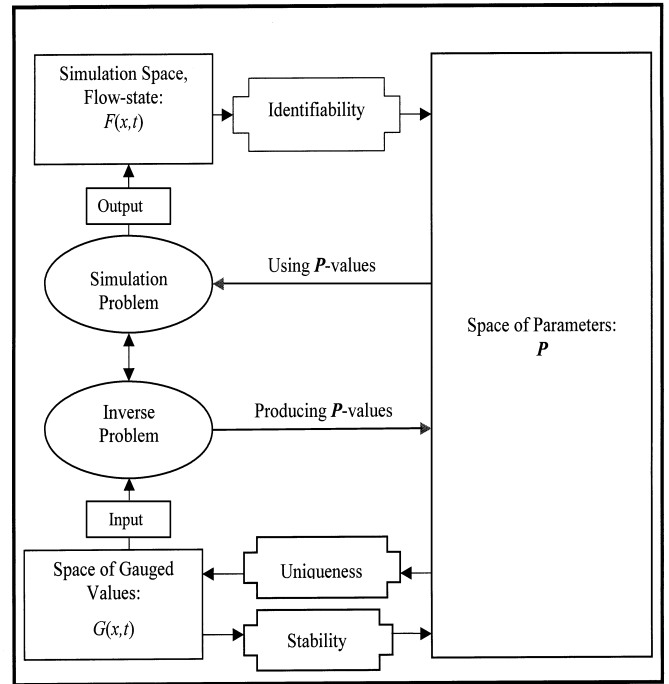 Simulation Space,
Flow-state:
F(x,t)
Identifiability
Output
Simulation
Problem
Using P-values
Space of Parameters:
P
Inverse
Problem
Producing P-values
Input
Space of Gauged
Values:
G(x,t)
Uniqueness
Stability